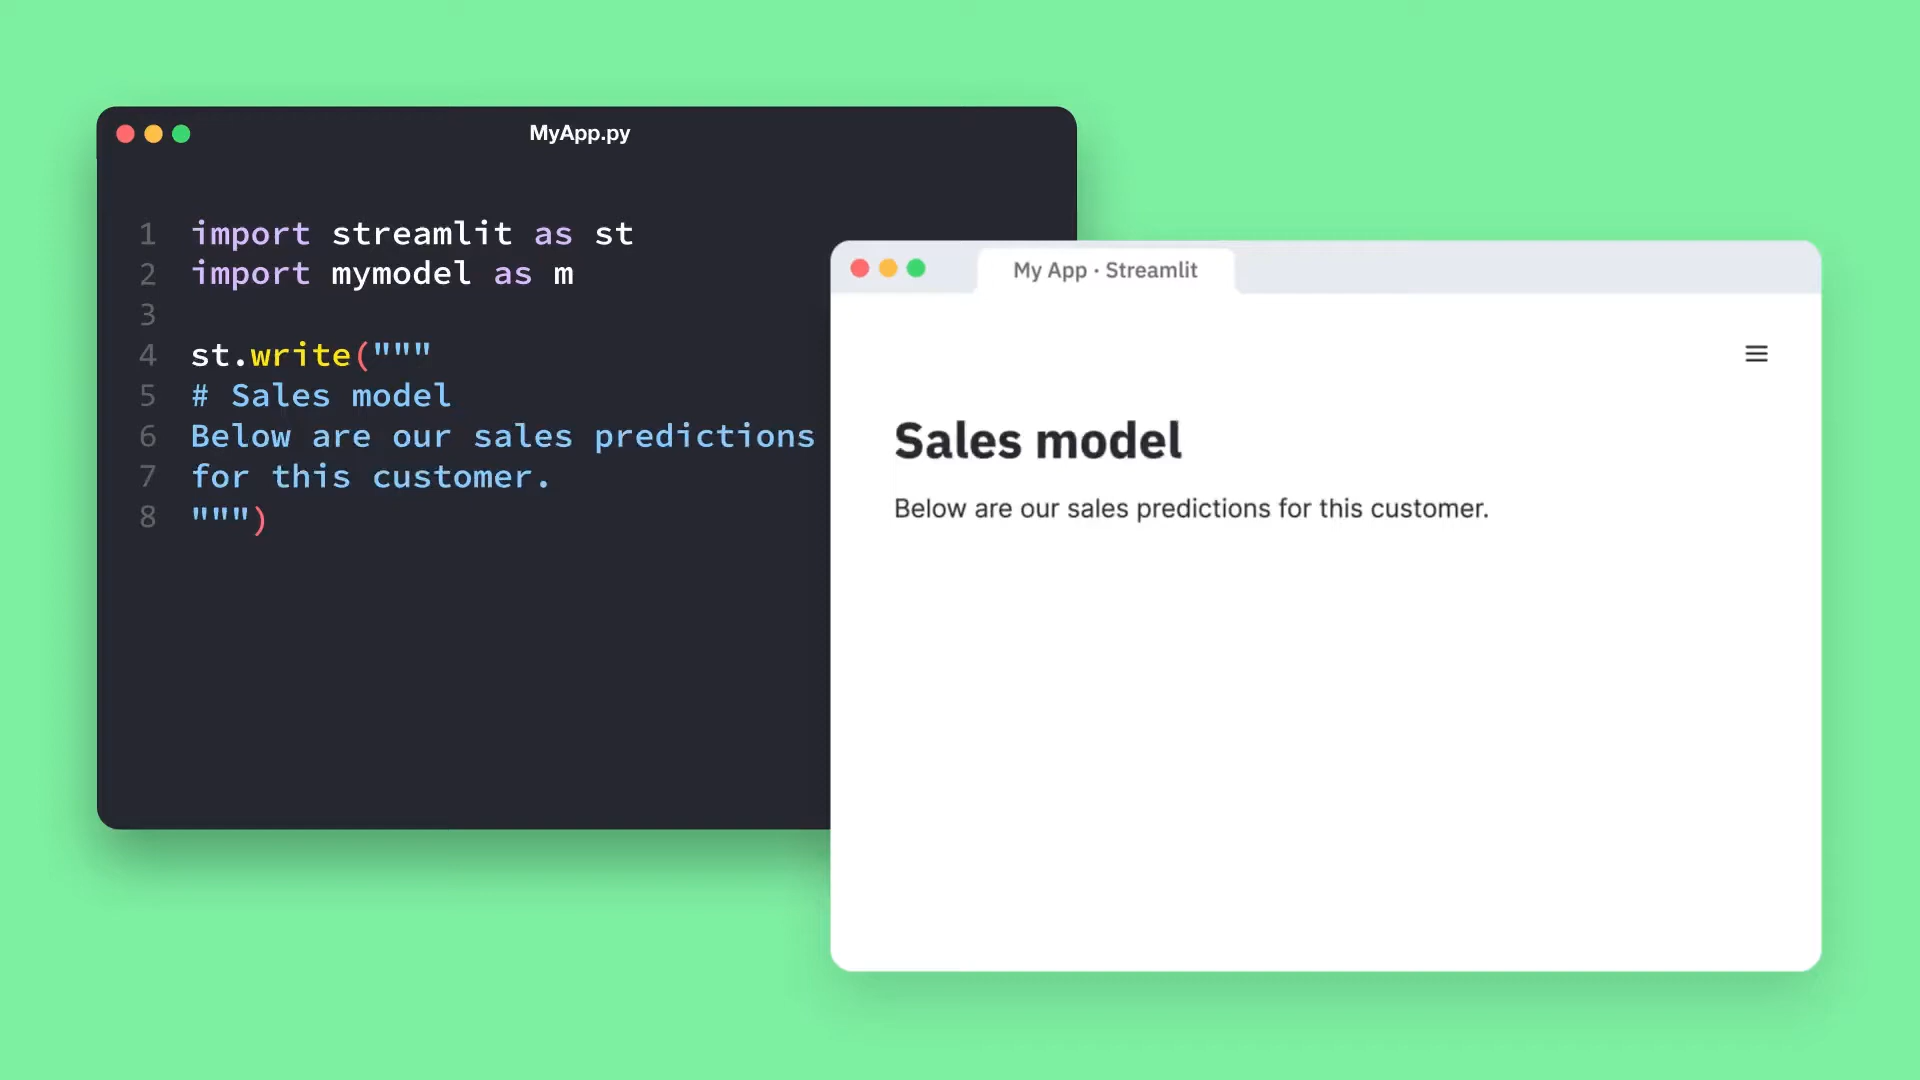 MyApp.py
1 import streamlit as st
2 import mymodel as m
3
4 st.write("""
5 # Sales model
6 Below are our sales predictions
7 for this customer.
8 """)
My App · Streamlit
Sales model
Below are our sales predictions for this customer.